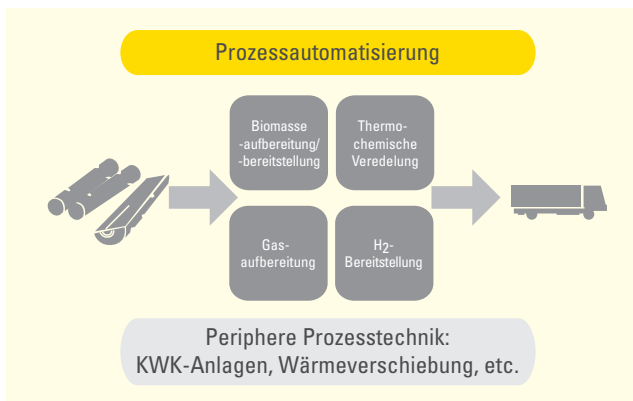 Prozessautomatisierung
Biomasse
-aufbereitung/
-bereitstellung
Thermo-
chemische
Veredelung
Gas-
aufbereitung
H2-
Bereitstellung
Periphere Prozesstechnik:
KWK-Anlagen, Wärmeverschiebung, etc.